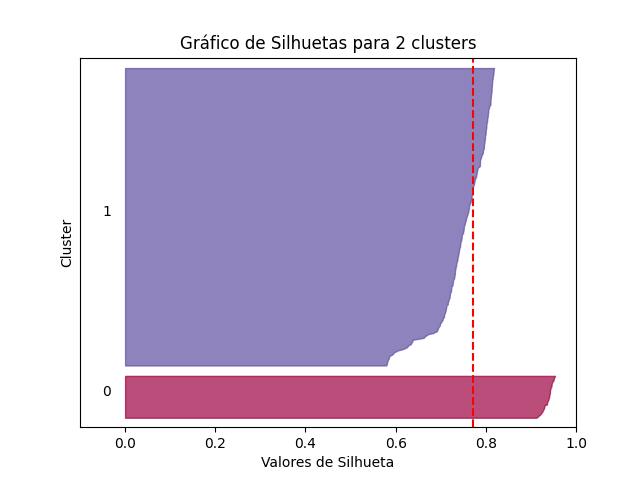 Gráfico de Silhuetas para 2 clusters
Cluster
1
0
0.0 0.2 0.4 0.6 0.8 1.0
Valores de Silhueta